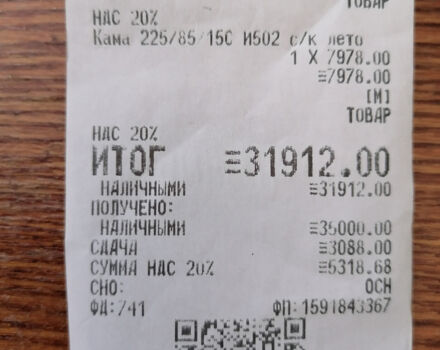 ТОВАР
НДС 20%
Кама 225/85/15С И502 с/к лето
1 X 7978.00
≡7978.00
[М]
ТОВАР
НДС 20%
ИТОГ ≡31912.00
НАЛИЧНЫМИ ≡31912.00
ПОЛУЧЕНО:
НАЛИЧНЫМИ ≡35000.00
СДАЧА ≡3088.00
СУММА НДС 20% ≡5318.68
СНО: ОСН
ФД:741 ФП:1591843367